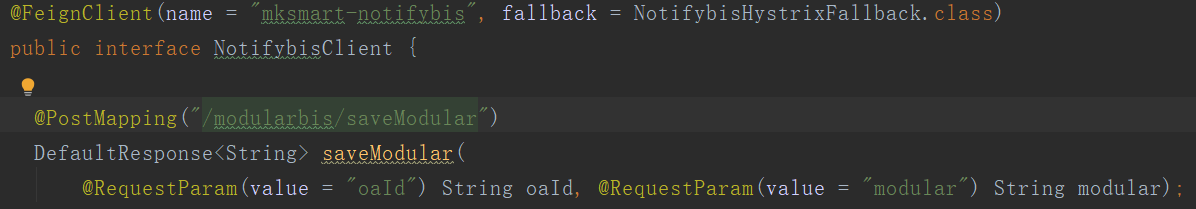 @FeignClient(name = "mksmart-notifybis", fallback = NotifybisHystrixFallback.class)
public interface NotifybisClient {
@PostMapping("/modularbis/saveModular")
DefaultResponse<String> saveModular(
@RequestParam(value = "oaId") String oaId, @RequestParam(value = "modular") String modular);